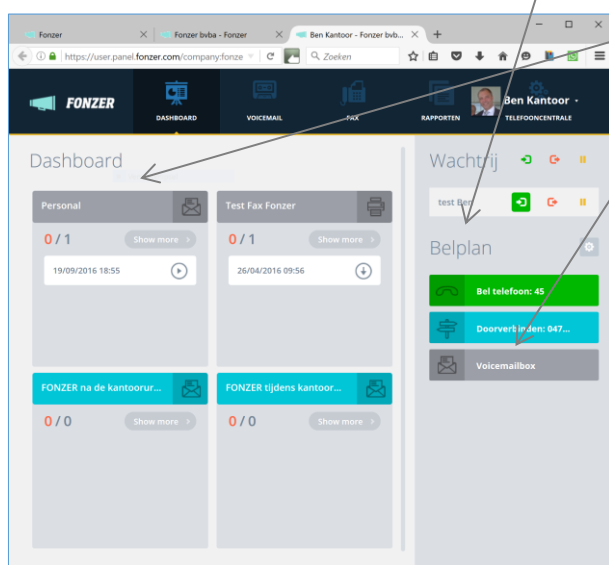 Fonzer
Fonzer bvba - Fonzer
Ben Kantoor - Fonzer bvb...
https://user.panel.fonzer.com/company:fonze
Zoeken
FONZER
DASHBOARD
VOICEMAIL
FAX
RAPPORTEN
Ben Kantoor
TELEFOONCENTRALE
Dashboard
Wachtrij
Personal
Test Fax Fonzer
test Ben
0 / 1
Show more >
0 / 1
Show more >
19/09/2016 18:55
26/04/2016 09:56
Belplan
Bel telefoon: 45
Doorverbinden: 047...
Voicemailbox
FONZER na de kantoorur...
FONZER tijdens kantoor...
0 / 0
Show more >
0 / 0
Show more >